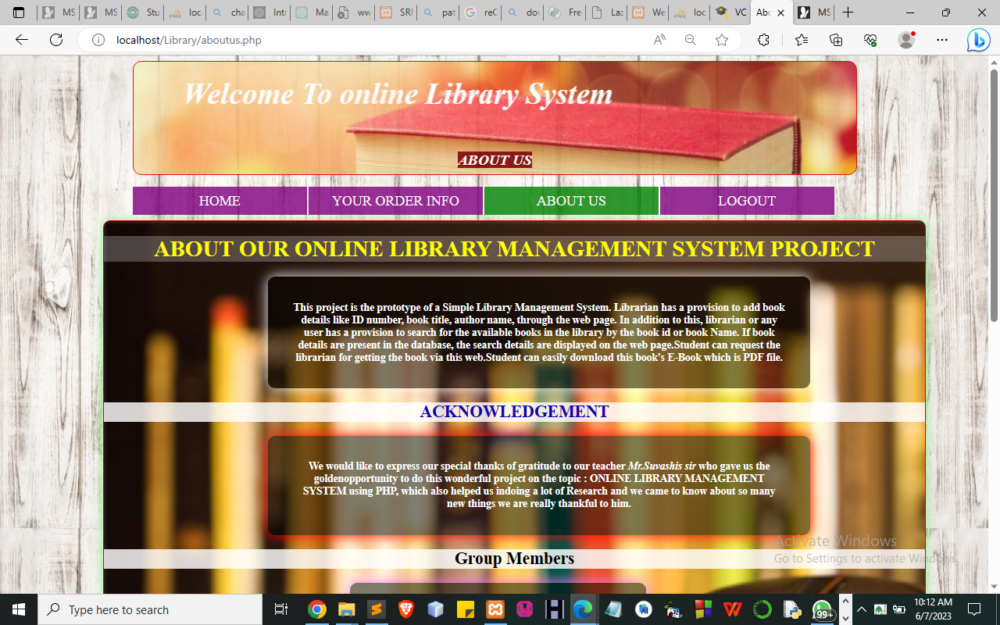 MS
MS
Stu
loc
cha
Intr
Ma
ww
SRN
pat
reC
dov
Fre
Laz
We
loc
VC
Abo
MS
localhost/Library/aboutus.php
Welcome To online Library System
ABOUT US
HOME
YOUR ORDER INFO
ABOUT US
LOGOUT
ABOUT OUR ONLINE LIBRARY MANAGEMENT SYSTEM PROJECT
This project is the prototype of a Simple Library Management System. Librarian has a provision to add book
details like ID number, book title, author name, through the web page. In addition to this, librarian or any
user has a provision to search for the available books in the library by the book id or book Name. If book
details are present in the database, the search details are displayed on the web page.Student can request the
librarian for getting the book via this web.Student can easily download this book's E-Book which is PDF file.
ACKNOWLEDGEMENT
We would like to express our special thanks of gratitude to our teacher Mr.Suvashis sir who gave us the
goldenopportunity to do this wonderful project on the topic : ONLINE LIBRARY MANAGEMENT
SYSTEM using PHP, which also helped us indoing a lot of Research and we came to know about so many
new things we are really thankful to him.
Group Members
Activate Windows
Go to Settings to activate Windows.
Type here to search
99+
10:12 AM
6/7/2023